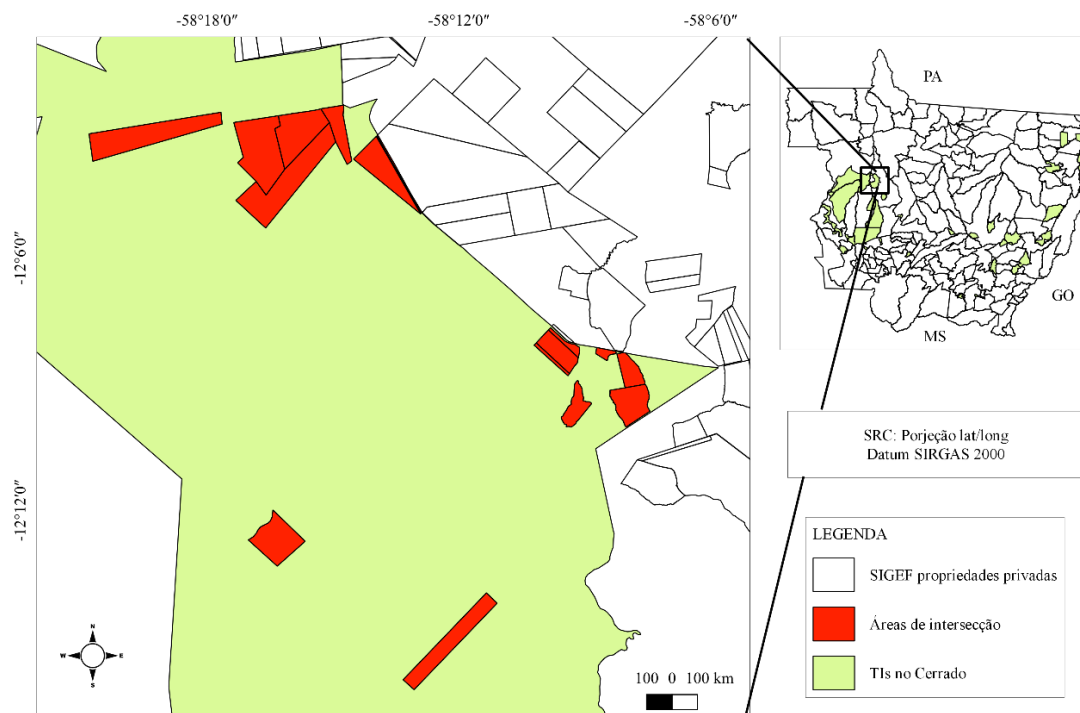 -58°18'0"
-58°12'0"
-58°6'0"
-12°6'0"
-12°12'0"
PA
GO
MS
SRC: Porjeção lat/long
Datum SIRGAS 2000
LEGENDA
SIGEF propriedades privadas
Áreas de intersecção
TIs no Cerrado
N
W
E
S
100 0 100 km